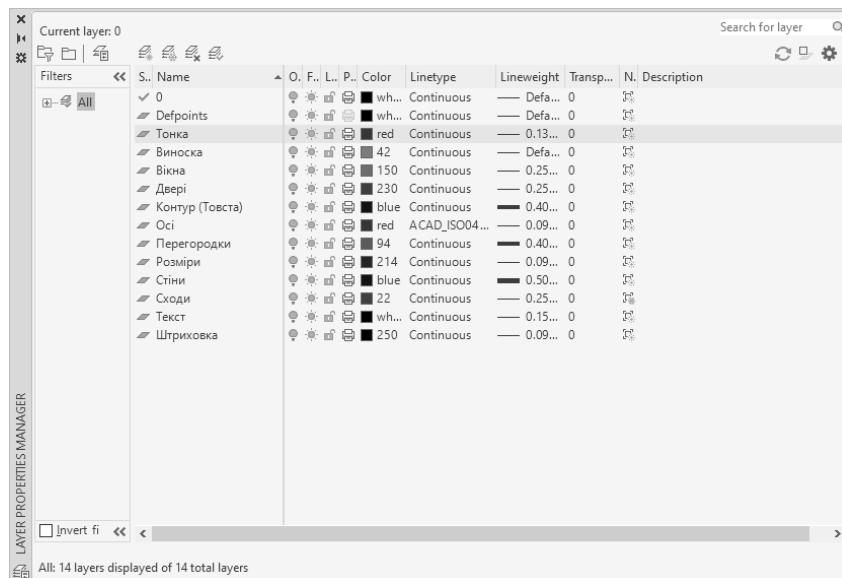 Current layer: 0
Search for layer
Filters
S.. Name O. F.. L.. P.. Color Linetype Lineweight Transp... N. Description
All
0 wh... Continuous Defa... 0
Defpoints wh... Continuous Defa... 0
Тонка red Continuous 0.13... 0
Виноска 42 Continuous Defa... 0
Вікна 150 Continuous 0.25... 0
Двері 230 Continuous 0.25... 0
Контур (Товста) blue Continuous 0.40... 0
Осі red ACAD_ISO04... 0.09... 0
Перегородки 94 Continuous 0.40... 0
Розміри 214 Continuous 0.09... 0
Стіни blue Continuous 0.50... 0
Сходи 22 Continuous 0.25... 0
Текст wh... Continuous 0.15... 0
Штриховка 250 Continuous 0.09... 0
Invert fi
LAYER PROPERTIES MANAGER
All: 14 layers displayed of 14 total layers